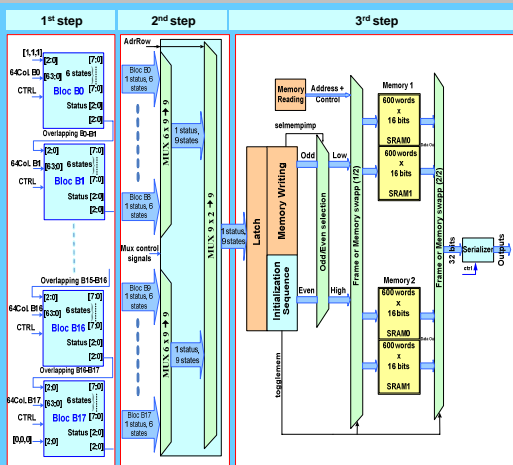 1st step
2nd step
3rd step
[1,1,1]
[2:0]
[7:0]
64Col. B0
[63:0]
6 states
CTRL
Bloc B0
[7:0]
Status [2:0]
[2:0]
Overlapping B0-B1
[2:0]
[7:0]
64Col. B1
[63:0]
6 states
CTRL
Bloc B1
[7:0]
Status [2:0]
[2:0]
Overlapping B15-B16
[2:0]
[7:0]
64Col. B16
[63:0]
6 states
CTRL
Bloc B16
[7:0]
Status [2:0]
[2:0]
Overlapping B16-B17
[2:0]
[7:0]
64Col. B17
[63:0]
6 states
CTRL
Bloc B17
[7:0]
Status [2:0]
[0,0,0]
[2:0]
[2:0]
AdrRow
Bloc B0
1 status, 6
states
Bloc B8
1 status, 6
states
Mux control
signals
Bloc B9
1 status, 6
states
Bloc B17
1 status, 6
states
MUX 6 x 9 → 9
MUX 6 x 9 → 9
1 status,
9 states
1 status,
9 states
MUX 9 x 2 → 9
1 status,
9 states
Latch
Memory Writing
Initialization
Sequence
Memory
Reading
Address +
Control
selmempimp
Odd
Low
Even
High
Odd/Even selection
togglemem
Frame or Memory swapp (1/2)
Memory 1
600 words
x
16 bits
SRAM0
600 words
x
16 bits
SRAM1
Memory 2
600 words
x
16 bits
SRAM0
600 words
x
16 bits
SRAM1
Frame or Memory swapp (2/2)
32 bits
Serializer
ctrl
Outputs